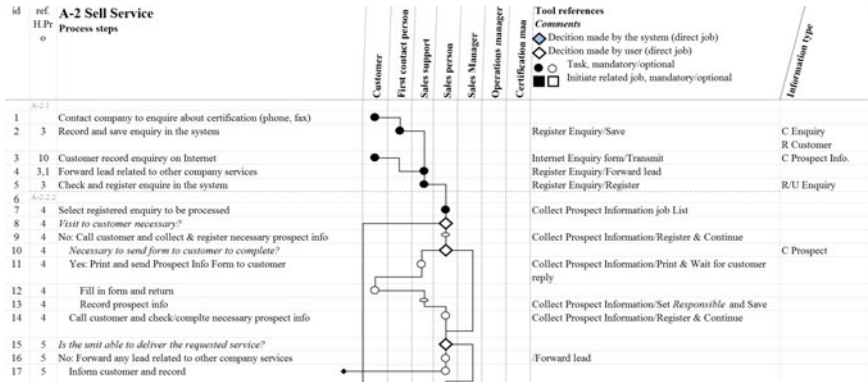 id ref. H.Pr o A-2 Sell Service
Process steps
Customer
First contact person
Sales support
Sales person
Sales Manager
Operations manager
Certification man
Tool references
Comments
Decition made by the system (direct job)
Decition made by user (direct job)
Task, mandatory/optional
Initiate related job, mandatory/optional
Information type
A-2.1
1 Contact company to enquire about certification (phone, fax)
2 3 Record and save enquiry in the system Register Enquiry/Save C Enquiry
R Customer
3 10 Customer record enquirey on Internet Internet Enquiry form/Transmit C Prospect Info.
4 3,1 Forward lead related to other company services Register Enquiry/Forward lead
5 3 Check and register enquire in the system Register Enquiry/Register R/U Enquiry
6 A-2.2.2
7 4 Select registered enquiry to be processed Collect Prospect Information job List
8 4 Visit to customer necessary?
9 4 No: Call customer and collect & register necessary prospect info Collect Prospect Information/Register & Continue
10 4 Necessary to send form to customer to complete? C Prospect
11 4 Yes: Print and send Prospect Info Form to customer Collect Prospect Information/Print & Wait for customer
reply
12 4 Fill in form and return
13 4 Record prospect info Collect Prospect Information/Set Responsible and Save
14 4 Call customer and check/complte necessary prospect info Collect Prospect Information/Register & Continue
15 5 Is the unit able to deliver the requested service?
16 5 No: Forward any lead related to other company services /Forward lead
17 5 Inform customer and record